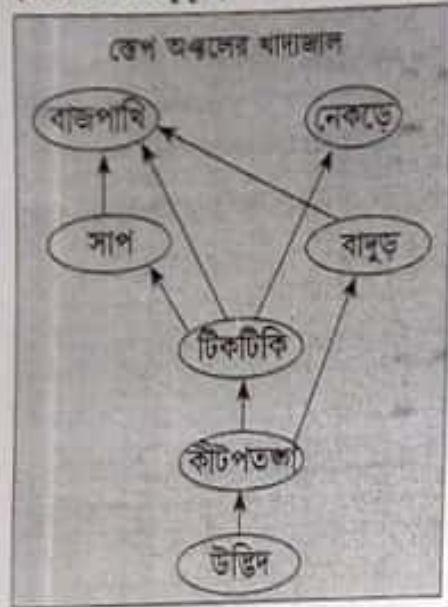 স্তেপ অঞ্চলের খাদ্যজাল
বাজপাখি
নেকড়ে
সাপ
বাদুড়
টিকটিকি
কীটপতঙ্গ
উদ্ভিদ